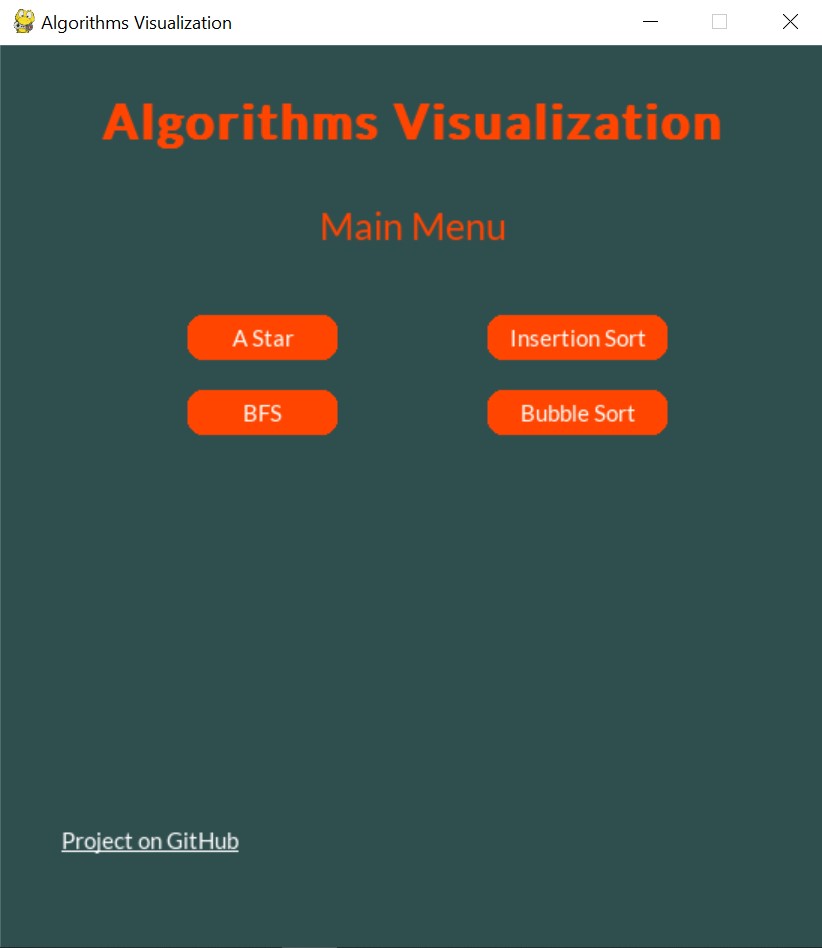 Algorithms Visualization
Algorithms Visualization
Main Menu
A Star
Insertion Sort
BFS
Bubble Sort
Project on GitHub